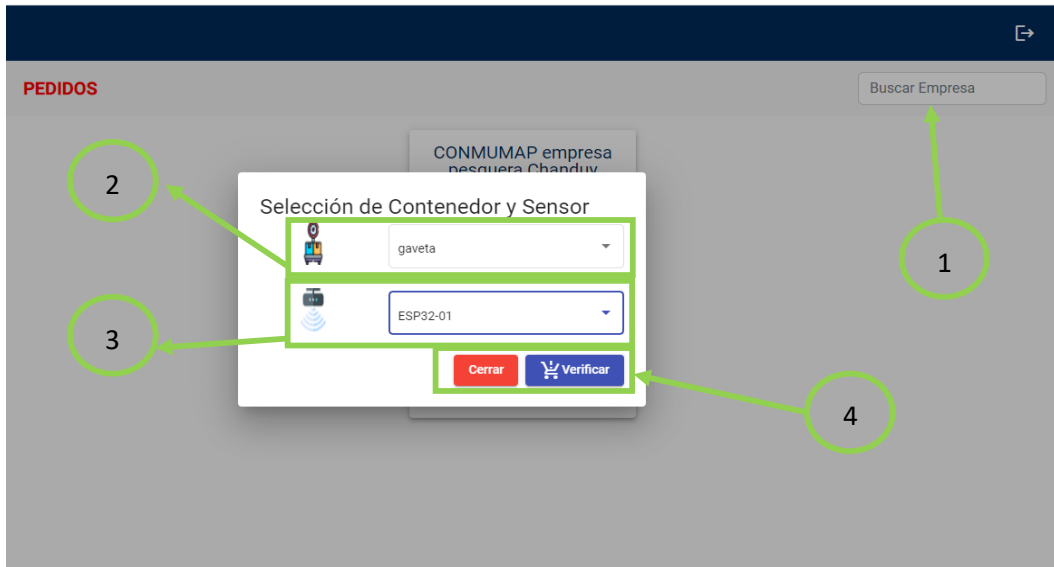 PEDIDOS
Buscar Empresa
CONMUMAP empresa
pesquera Chanduy
2
Selección de Contenedor y Sensor
gaveta
1
3
ESP32-01
Cerrar
Verificar
4